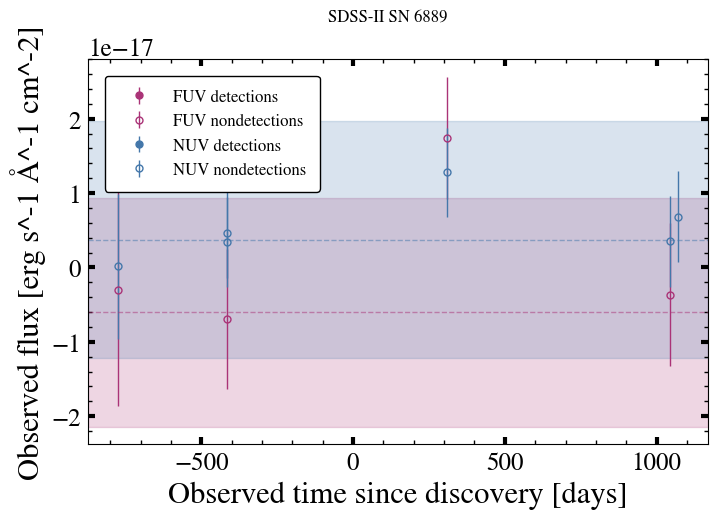 SDSS-II SN 6889
1e−17
FUV detections
FUV nondetections
NUV detections
NUV nondetections
2
1
0
−1
−2
Observed flux [erg s^-1 Å^-1 cm^-2]
−500
0
500
1000
Observed time since discovery [days]